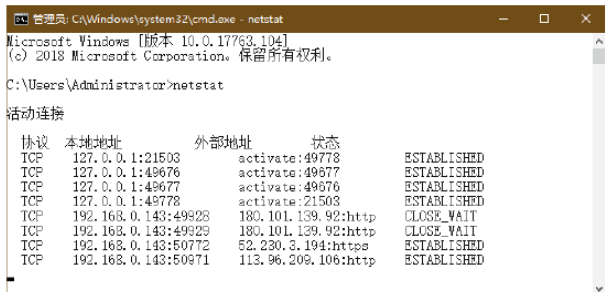 管理员: C:\Windows\system32\cmd.exe - netstat
Microsoft Windows [版本 10.0.17763.104]
(c) 2018 Microsoft Corporation。保留所有权利。
C:\Users\Administrator>netstat
活动连接
协议 本地地址 外部地址 状态
TCP 127.0.0.1:21503 activate:49778 ESTABLISHED
TCP 127.0.0.1:49676 activate:49677 ESTABLISHED
TCP 127.0.0.1:49677 activate:49676 ESTABLISHED
TCP 127.0.0.1:49778 activate:21503 ESTABLISHED
TCP 192.168.0.143:49928 180.101.139.92:http CLOSE_WAIT
TCP 192.168.0.143:49929 180.101.139.92:http CLOSE_WAIT
TCP 192.168.0.143:50772 52.230.3.194:https ESTABLISHED
TCP 192.168.0.143:50971 113.96.209.106:http ESTABLISHED